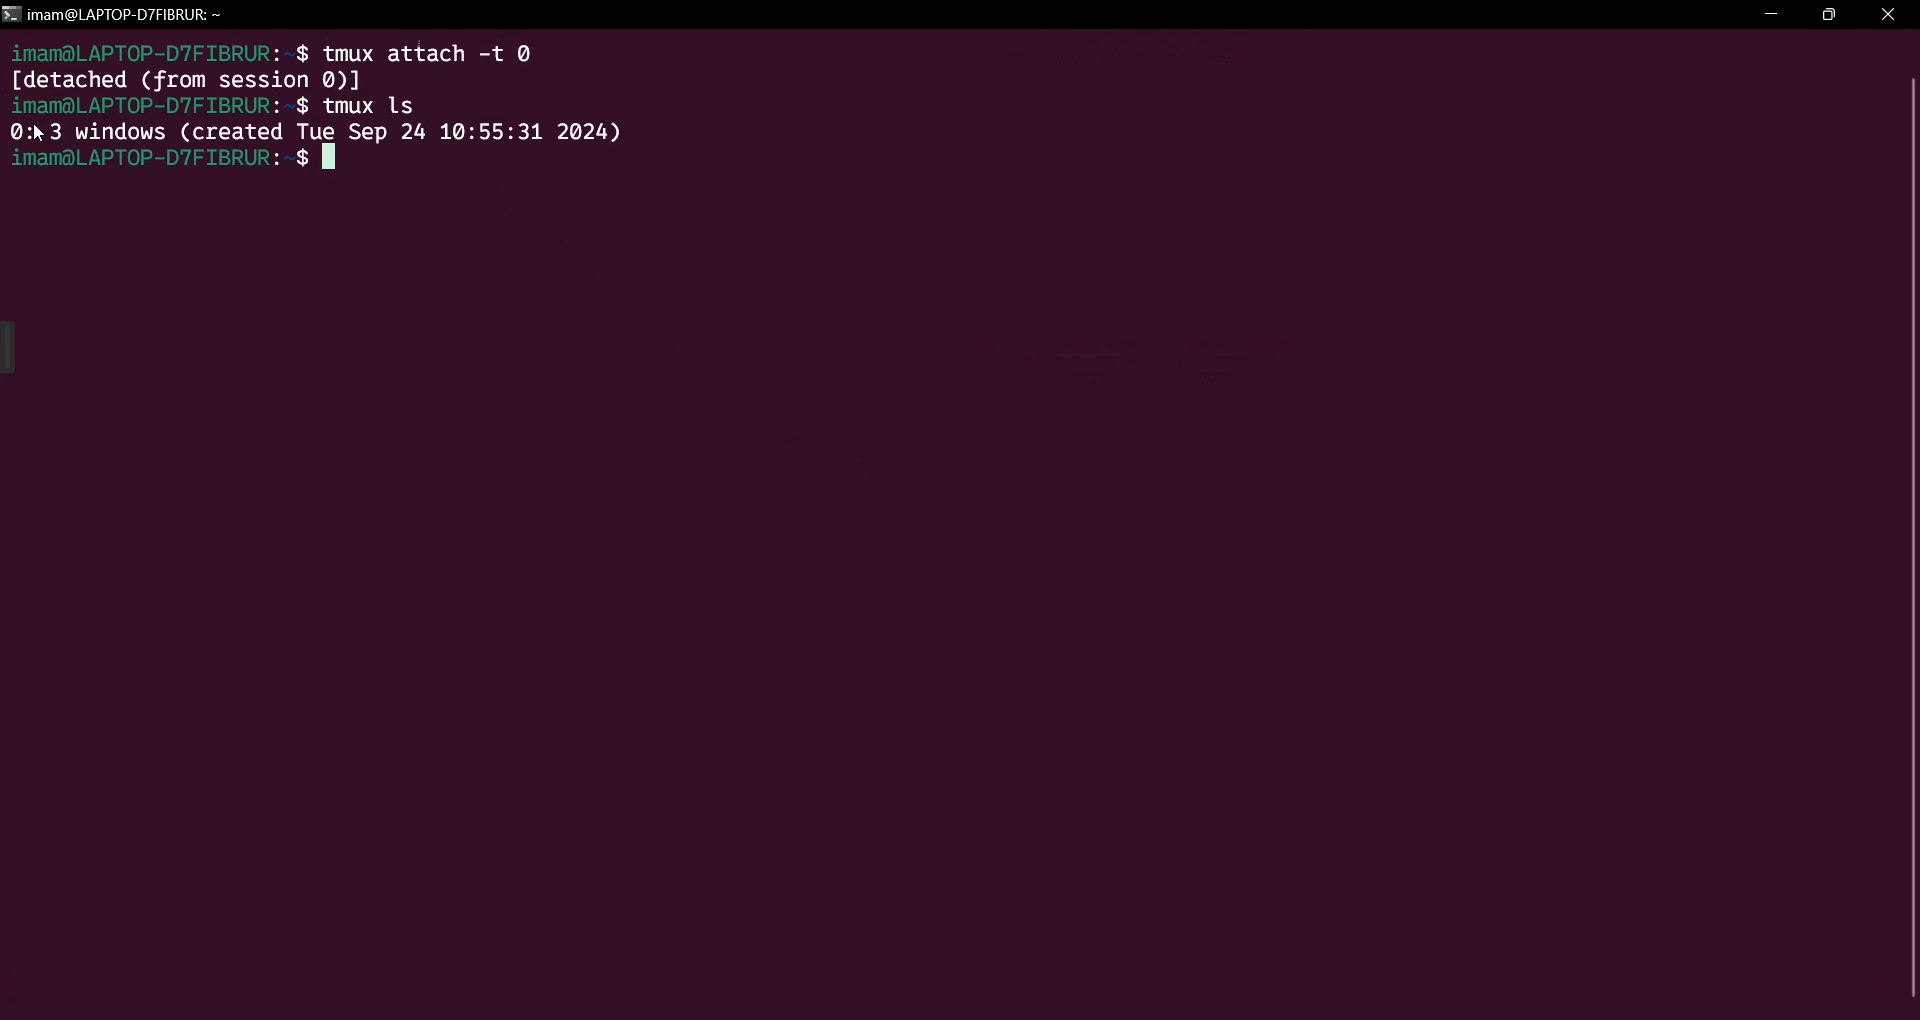 imam@LAPTOP-D7FIBRUR: ~
imam@LAPTOP-D7FIBRUR:~$ tmux attach -t 0
[detached (from session 0)]
imam@LAPTOP-D7FIBRUR:~$ tmux ls
0: 3 windows (created Tue Sep 24 10:55:31 2024)
imam@LAPTOP-D7FIBRUR:~$